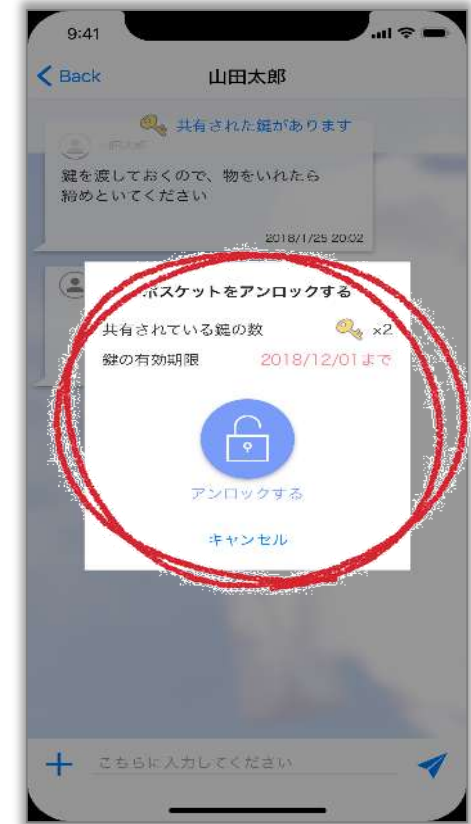 9:41
Back
山田太郎
共有された鍵があります
鍵を渡しておくので、物をいれたら
締めといてください
2018/1/25 20:02
スケットをアンロックする
共有されている鍵の数
×2
鍵の有効期限
2018/12/01まで
アンロックする
キャンセル
こちらに入力してください